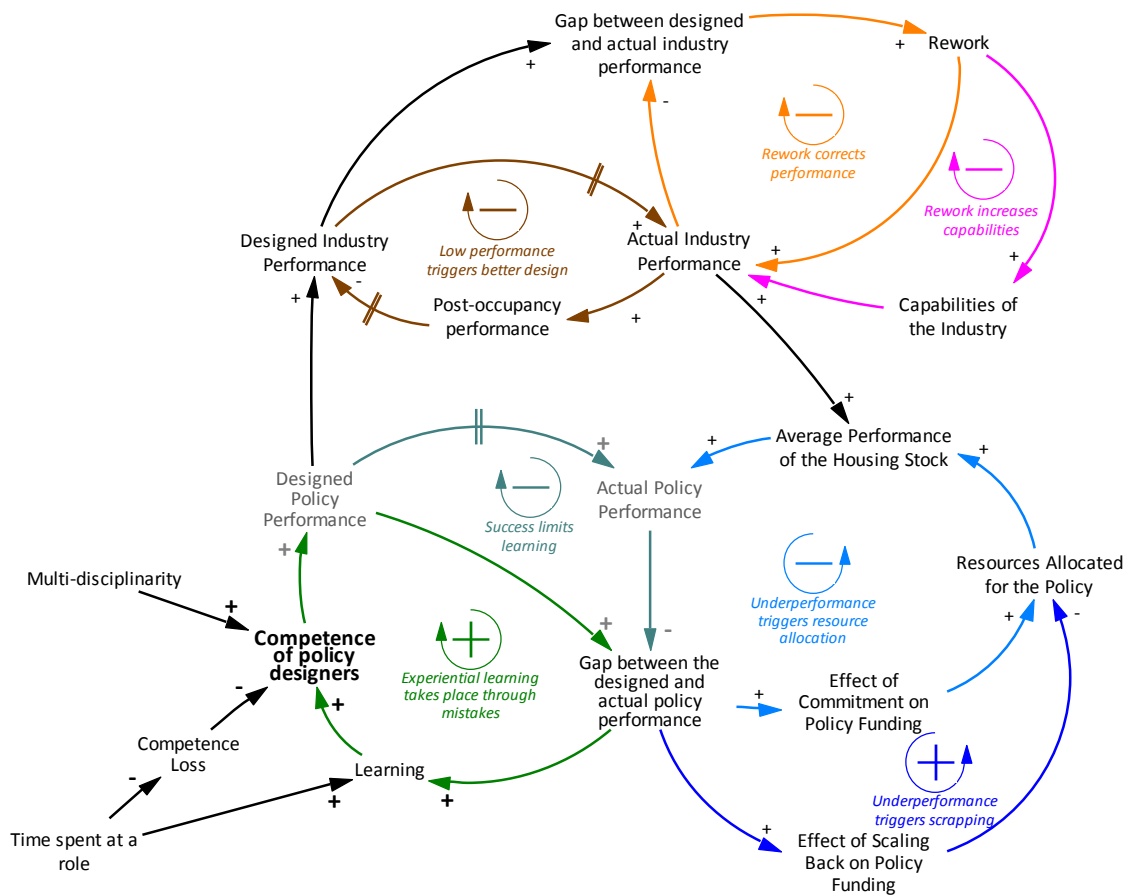 Gap between designed
and actual industry
performance
+
+
Rework
-
Rework corrects
performance
Rework increases
capabilities
Designed Industry
Performance
+
-
Low performance
triggers better design
+
Actual Industry
Performance
+
+
+
Post-occupancy
performance
+
Capabilities of
the Industry
+
Average Performance
of the Housing Stock
+
+
+
Designed
Policy
Performance
Success limits
learning
Actual Policy
Performance
+
Multi-disciplinarity
+
Competence
of policy
designers
-
+
Experiential learning
takes place through
mistakes
+
-
Gap between the
designed and
actual policy
performance
Underperformance
triggers resource
allocation
Resources Allocated
for the Policy
+
-
+
Effect of
Commitment on
Policy Funding
Competence
Loss
-
Learning
+
+
Underperformance
triggers scrapping
Time spent at a
role
+
Effect of Scaling
Back on Policy
Funding